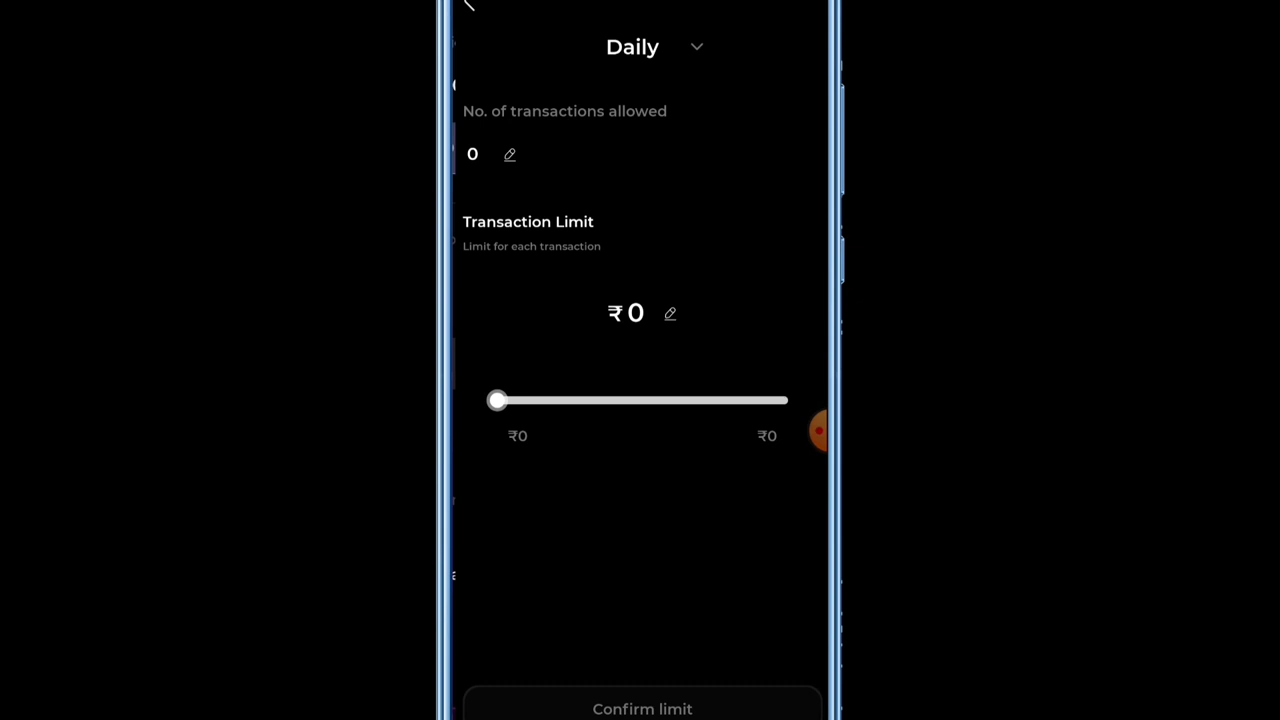 Daily
No. of transactions allowed
0
Transaction Limit
Limit for each transaction
₹0
₹0 ₹0
Confirm limit